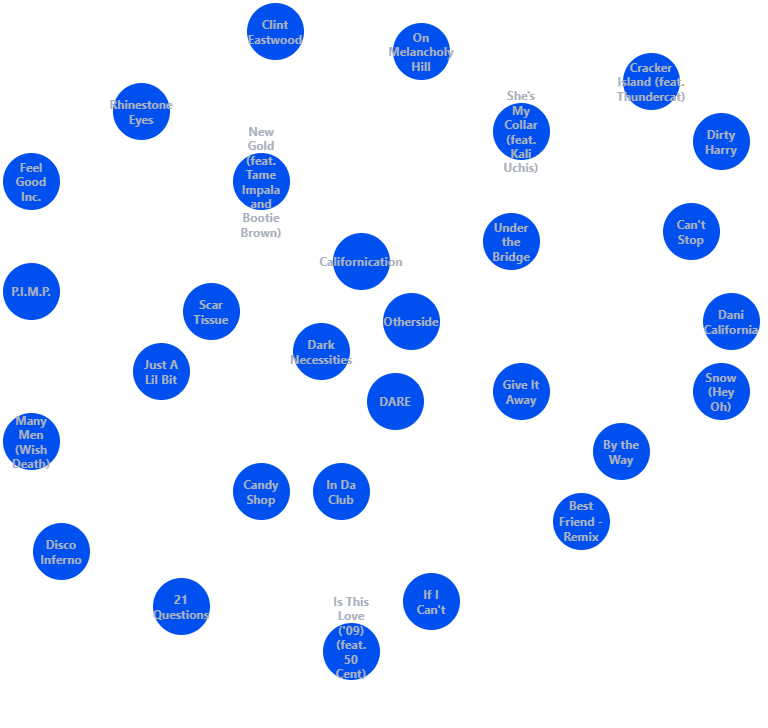 Clint
Eastwood
On
Melancholy
Hill
Cracker
Island (feat.
Thundercat)
Rhinestone
Eyes
She's
My
Collar
(feat.
Kali
Uchis)
Dirty
Harry
New
Gold
(feat.
Tame
Impala
and
Bootie
Brown)
Feel
Good
Inc.
Can't
Stop
Under
the
Bridge
Californication
P.I.M.P.
Scar
Tissue
Otherside
Dani
California
Dark
Necessities
Just A
Lil Bit
DARE
Give It
Away
Snow
(Hey
Oh)
Many
Men
(Wish
Death)
By the
Way
Candy
Shop
In Da
Club
Best
Friend -
Remix
Disco
Inferno
21
Questions
If I
Can't
Is This
Love
('09)
(feat.
50
Cent)